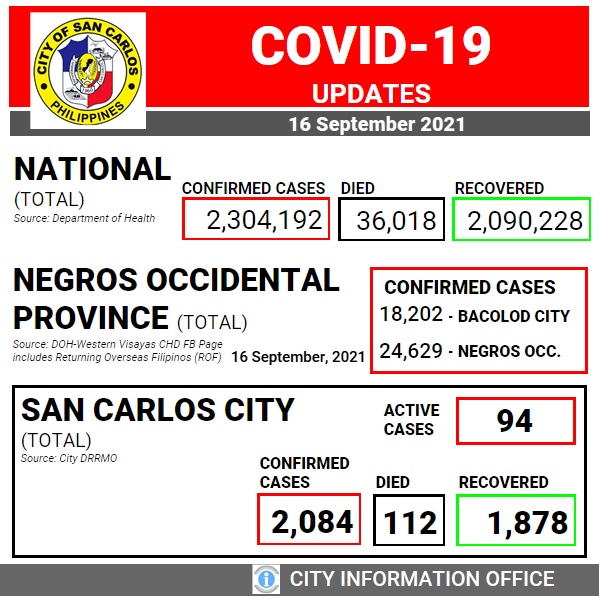 CITY OF SAN CARLOS
PHILIPPINES
COVID-19
UPDATES
16 September 2021
NATIONAL
(TOTAL)
Source: Department of Health
CONFIRMED CASES DIED RECOVERED
2,304,192 36,018 2,090,228
NEGROS OCCIDENTAL
PROVINCE (TOTAL)
Source: DOH-Western Visayas CHD FB Page
includes Returning Overseas Filipinos (ROF) 16 September, 2021
CONFIRMED CASES
18,202 - BACOLOD CITY
24,629 - NEGROS OCC.
SAN CARLOS CITY
(TOTAL)
Source: City DRRMO
ACTIVE
CASES
94
CONFIRMED
CASES DIED RECOVERED
2,084 112 1,878
i CITY INFORMATION OFFICE